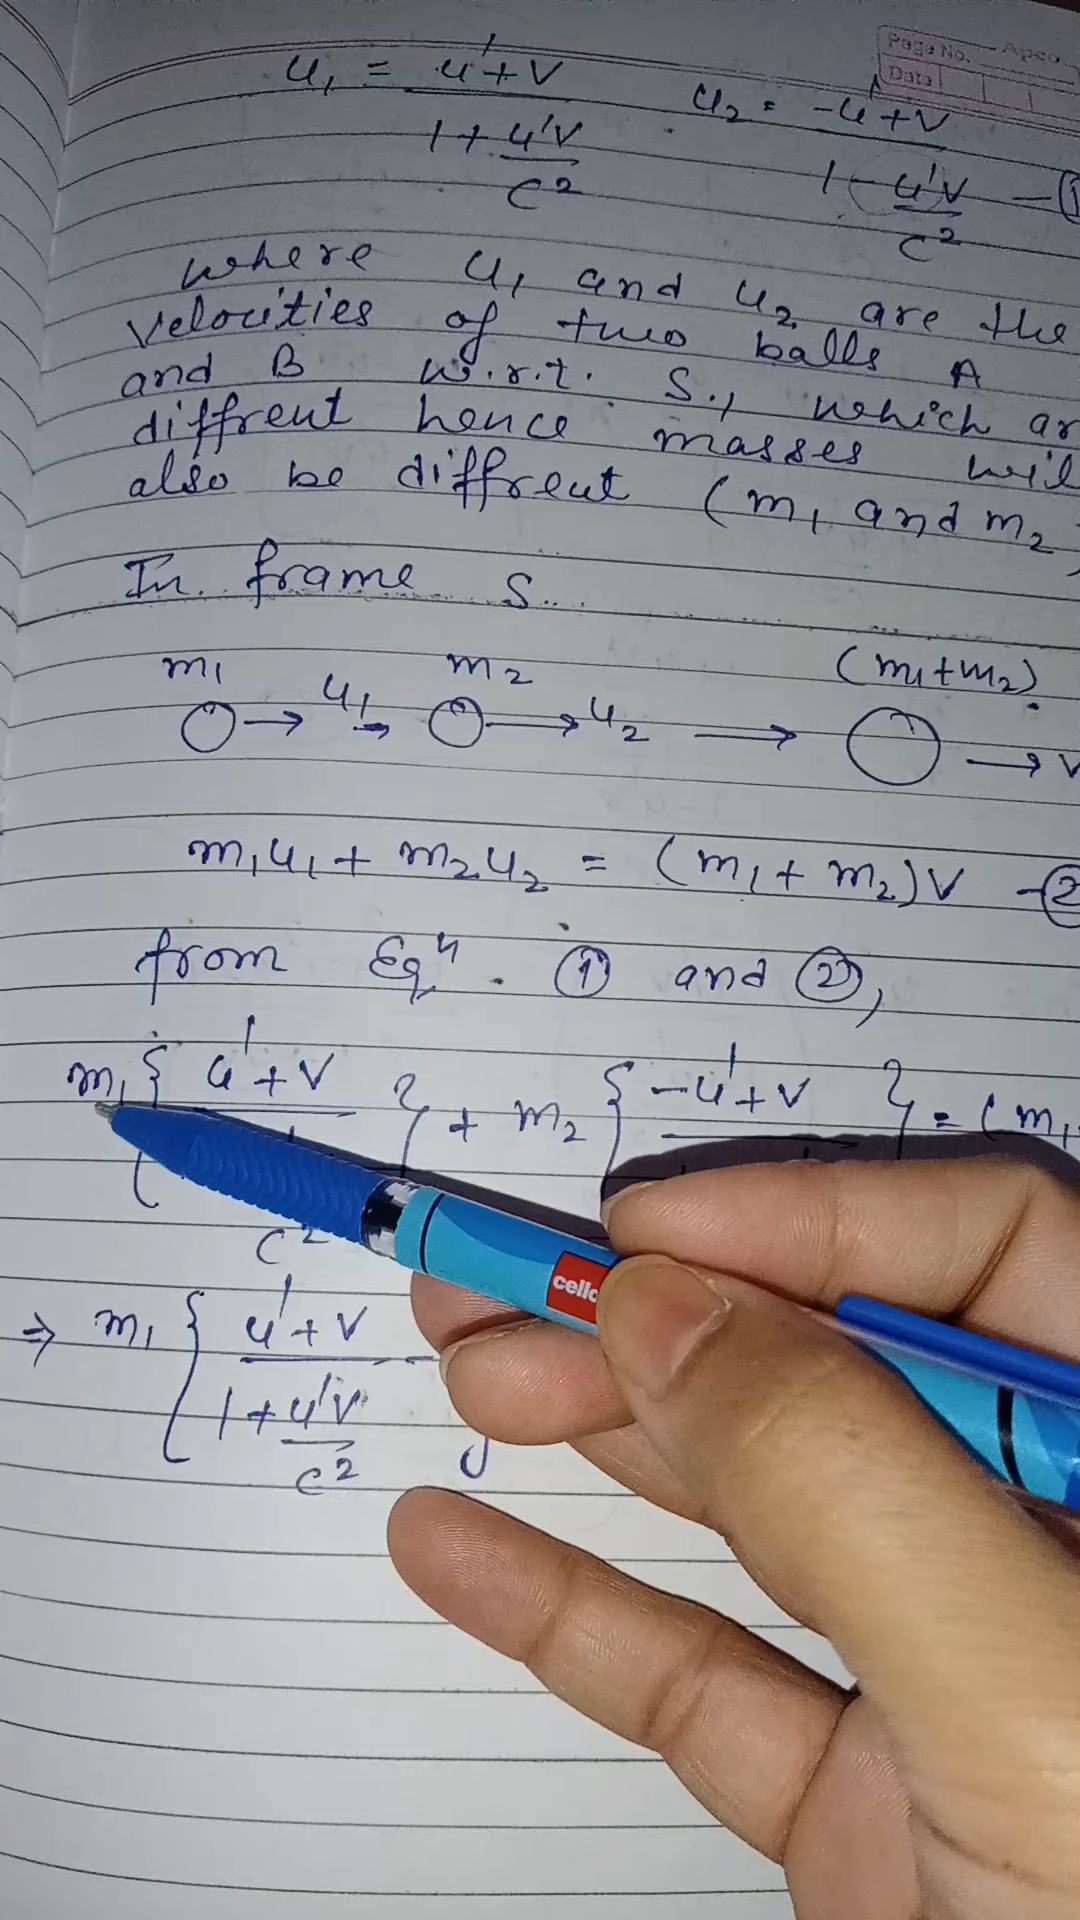 Page No. Apco
Date
u₁ = u'+v / 1 + u'v/c²    u₂ = -u'+v / 1 - u'v/c² — ①
where u₁ and u₂ are the
velocities of two balls A
and B w.r.t. S., which ar
diffrent hence masses wil
also be diffrent (m₁ and m₂
In frame S
m₁ → u₁ → m₂ → u₂ → (m₁+m₂) → v
m₁u₁ + m₂u₂ = (m₁ + m₂)v — ②
from Eqⁿ. ① and ②,
m₁ { u'+v / c² } + m₂ { -u'+v } = (m₁
cello
⇒ m₁ { u'+v / 1 + u'v/c²